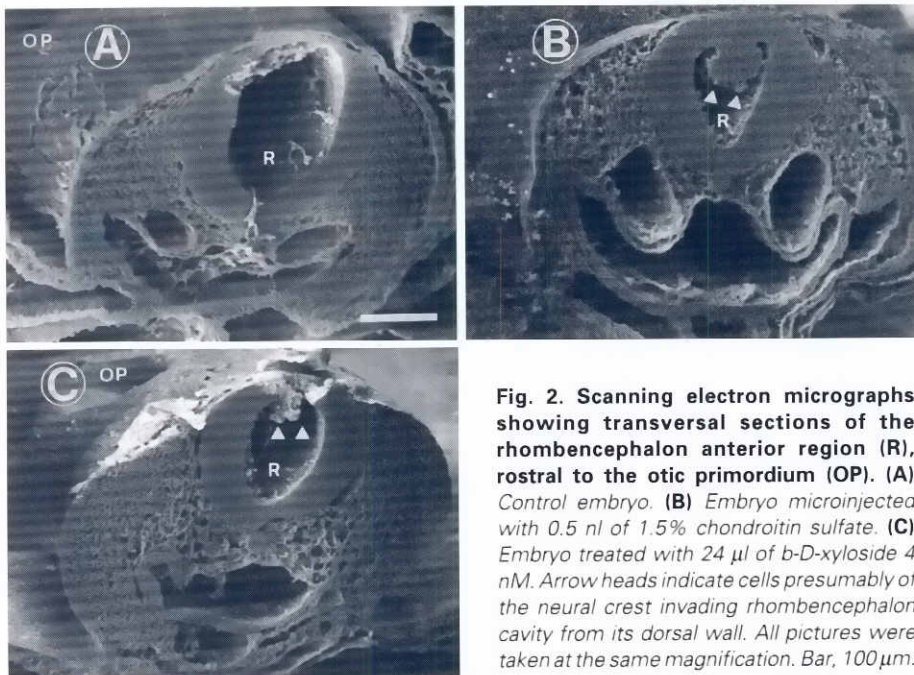 OP
A
R
B
R
C
OP
R
Fig. 2. Scanning electron micrographs
showing transversal sections of the
rhombencephalon anterior region (R),
rostral to the otic primordium (OP). (A)
Control embryo. (B) Embryo microinjected
with 0.5 nl of 1.5% chondroitin sulfate. (C)
Embryo treated with 24 µl of b-D-xyloside 4
nM. Arrow heads indicate cells presumably of
the neural crest invading rhombencephalon
cavity from its dorsal wall. All pictures were
taken at the same magnification. Bar, 100 µm.